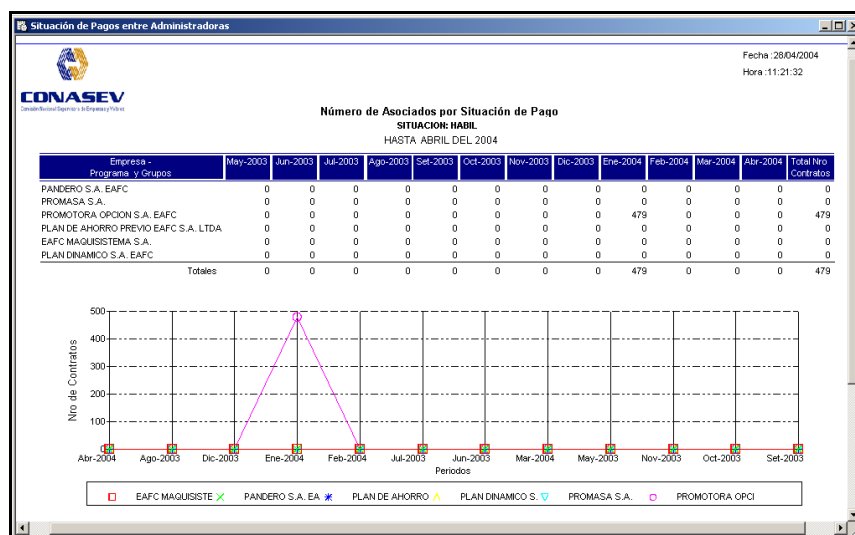 Situación de Pagos entre Administradoras
Fecha :28/04/2004
Hora :11:21:32
CONASEV
Número de Asociados por Situación de Pago
SITUACION: HABIL
HASTA ABRIL DEL 2004
Empresa - Programa y Grupos May-2003 Jun-2003 Jul-2003 Ago-2003 Set-2003 Oct-2003 Nov-2003 Dic-2003 Ene-2004 Feb-2004 Mar-2004 Abr-2004 Total Nro Contratos
PANDERO S.A. EAFC 0 0 0 0 0 0 0 0 0 0 0 0 0
PROMASA S.A. 0 0 0 0 0 0 0 0 0 0 0 0 0
PROMOTORA OPCION S.A. EAFC 0 0 0 0 0 0 0 0 479 0 0 0 479
PLAN DE AHORRO PREVIO EAFC S.A. LTDA 0 0 0 0 0 0 0 0 0 0 0 0 0
EAFC MAQUISISTEMA S.A. 0 0 0 0 0 0 0 0 0 0 0 0 0
PLAN DINAMICO S.A. EAFC 0 0 0 0 0 0 0 0 0 0 0 0 0
Totales 0 0 0 0 0 0 0 0 479 0 0 0 479
Nro de Contratos
500
400
300
200
100
0
Abr-2004 Ago-2003 Dic-2003 Ene-2004 Feb-2004 Jul-2003 Jun-2003 Mar-2004 May-2003 Nov-2003 Oct-2003 Set-2003
Periodos
EAFC MAQUISISTE PANDERO S.A. EA PLAN DE AHORRO PLAN DINAMICO S. PROMASA S.A. PROMOTORA OPCI